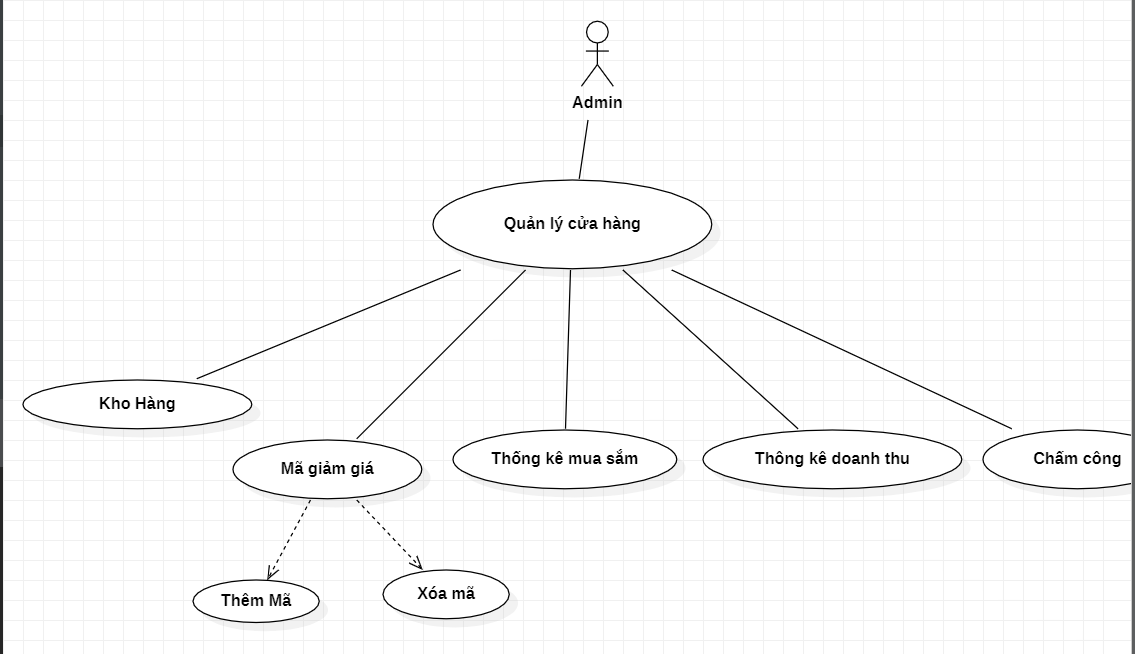 Admin
Quản lý cửa hàng
Kho Hàng
Mã giảm giá
Thống kê mua sắm
Thông kê doanh thu
Chấm công
Thêm Mã
Xóa mã